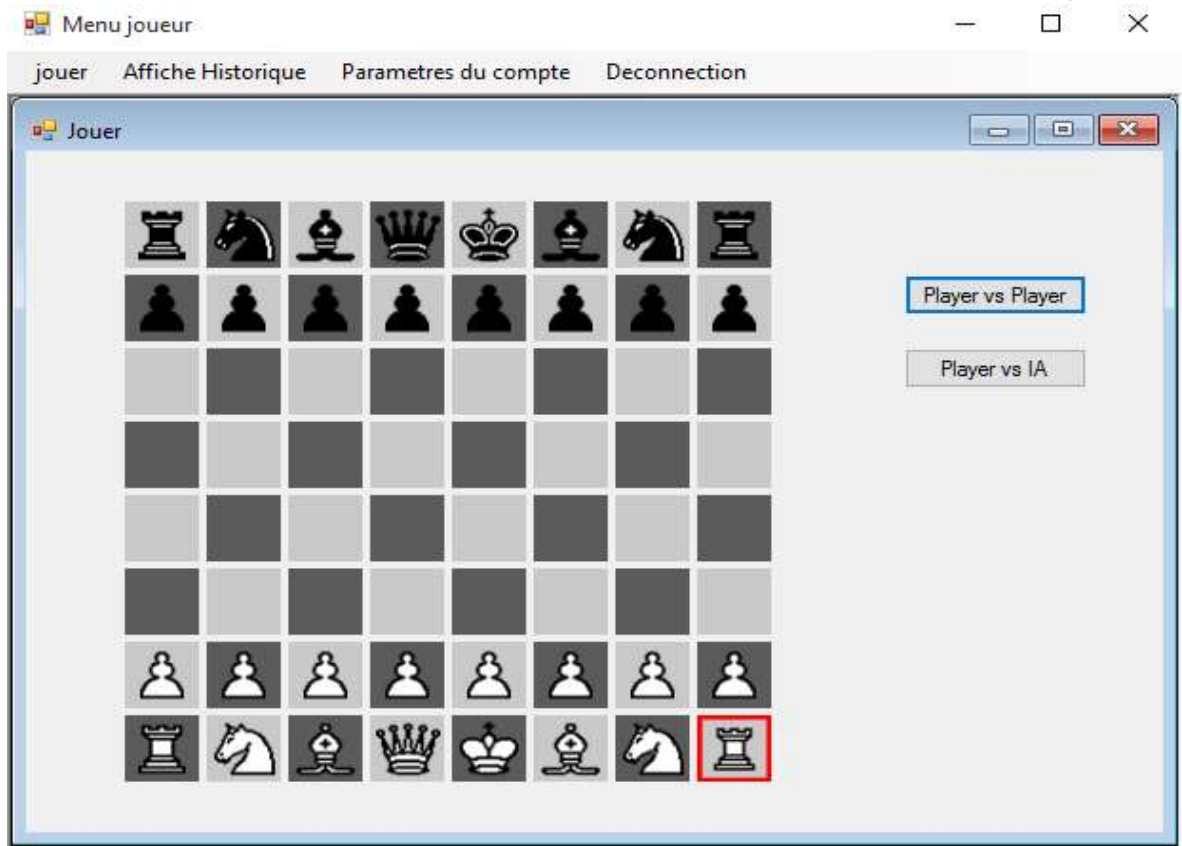 Menu joueur
jouer Affiche Historique Parametres du compte Deconnection
Jouer
Player vs Player
Player vs IA